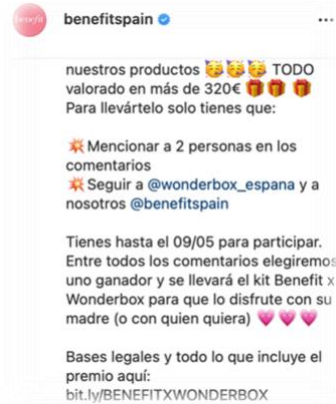 benefit
benefitspain
nuestros productos 🥳🥳🥳 TODO
valorado en más de 320€ 🎁🎁🎁
Para llevártelo solo tienes que:
💥 Mencionar a 2 personas en los
comentarios
💥 Seguir a @wonderbox_espana y a
nosotros @benefitspain
Tienes hasta el 09/05 para participar.
Entre todos los comentarios elegiremos
uno ganador y se llevará el kit Benefit x
Wonderbox para que lo disfrute con su
madre (o con quien quiera) 💗💗💗
Bases legales y todo lo que incluye el
premio aquí:
bit.ly/BENEFITXWONDERBOX